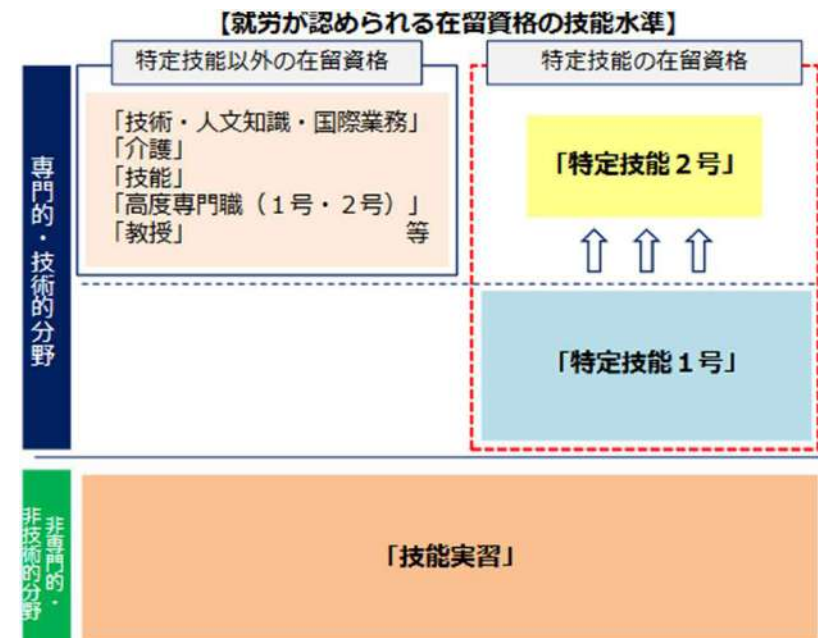 【就労が認められる在留資格の技能水準】
特定技能以外の在留資格
特定技能の在留資格
専門的・技術的分野
「技術・人文知識・国際業務」
「介護」
「技能」
「高度専門職（１号・２号）」
「教授」 等
「特定技能２号」
「特定技能１号」
非専門的・
非技術的分野
「技能実習」